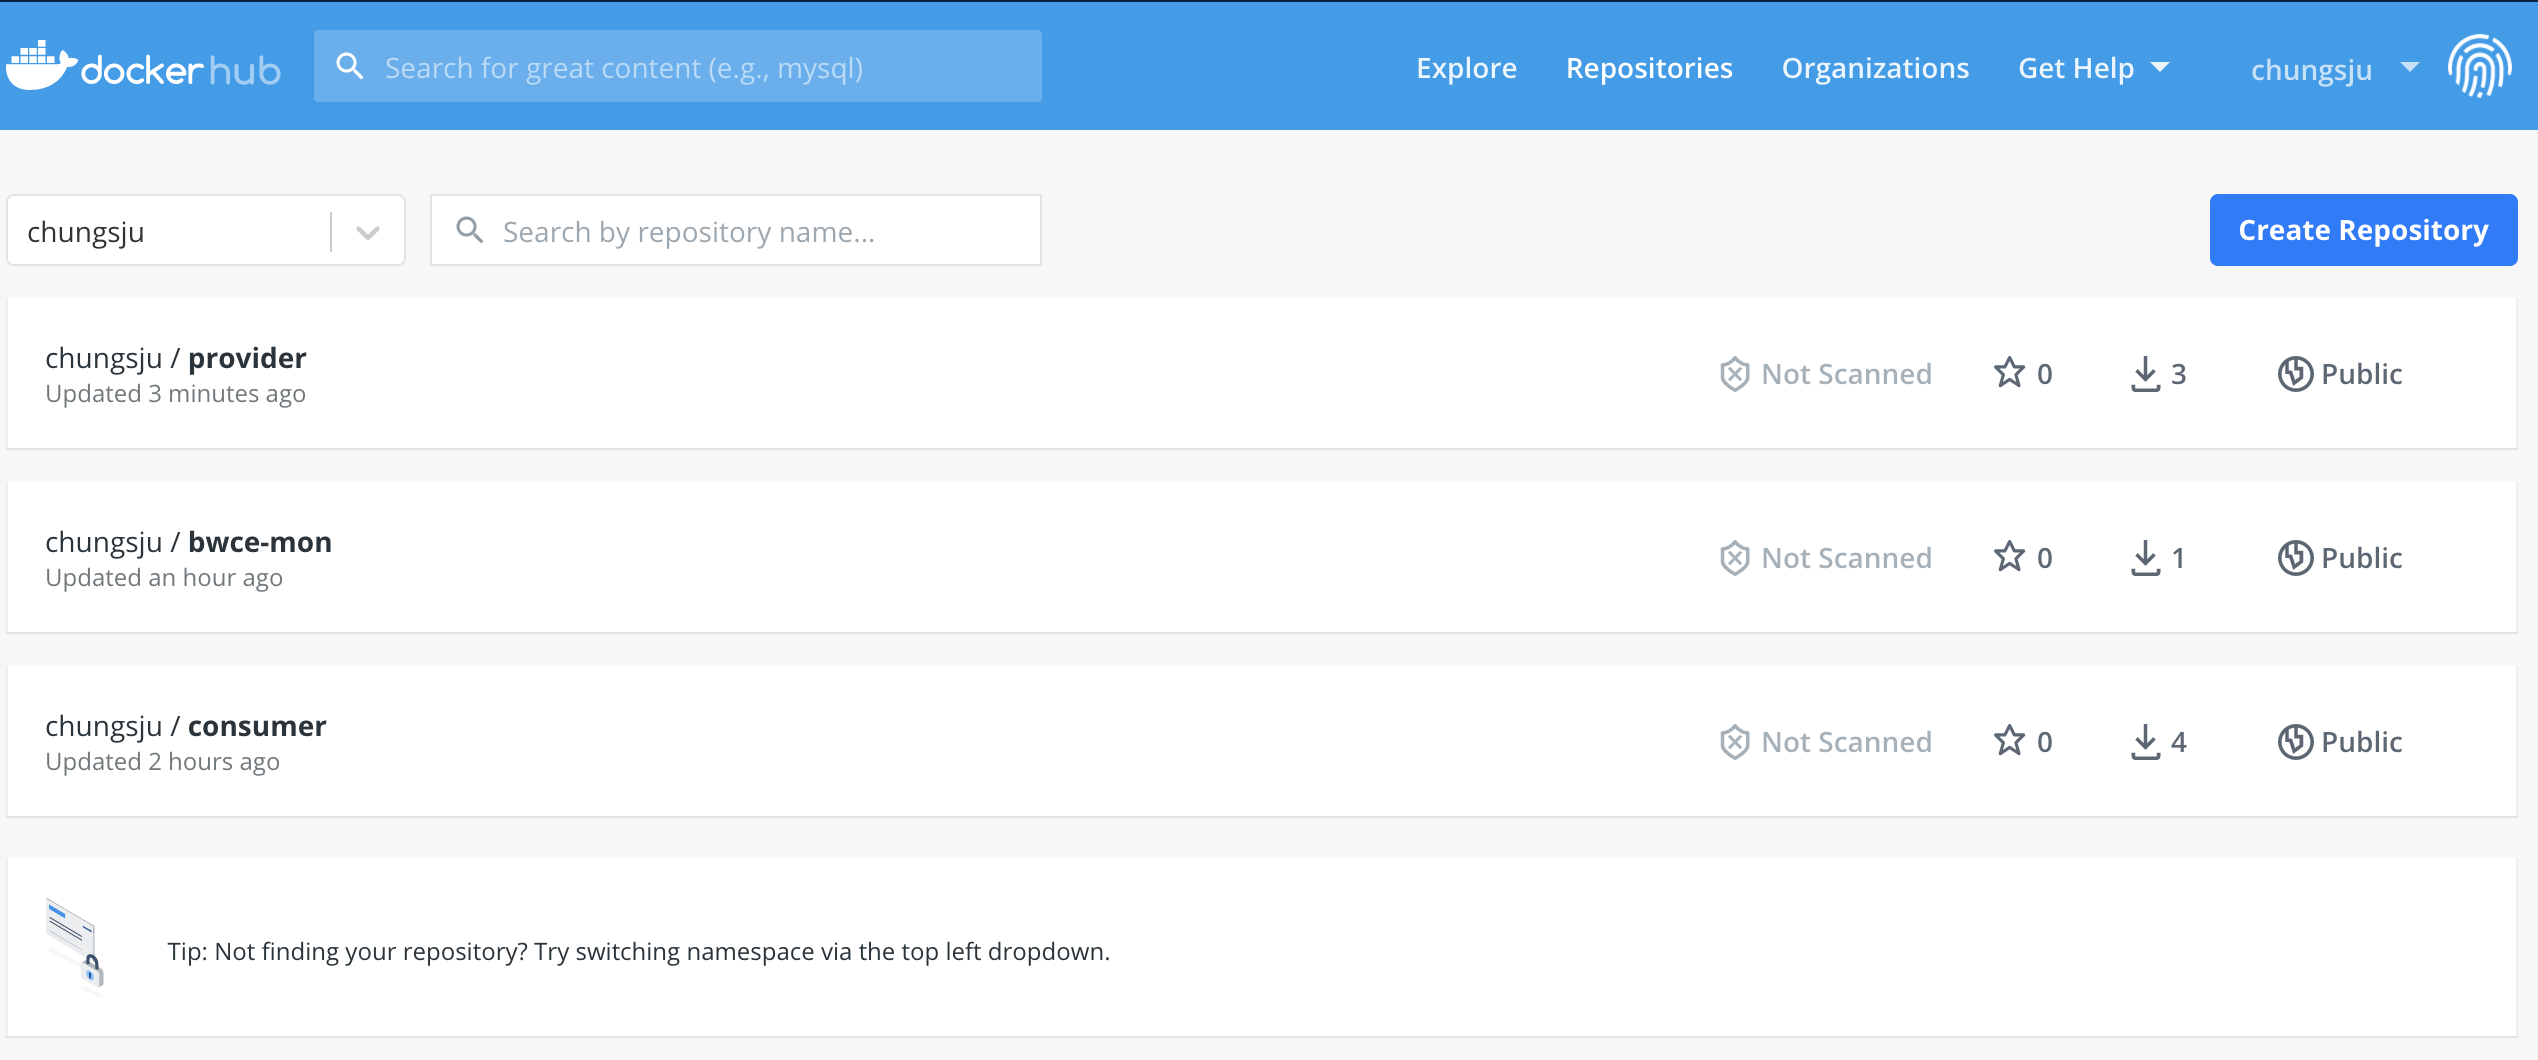 docker hub
Search for great content (e.g., mysql)
Explore Repositories Organizations Get Help chungsju
chungsju
Search by repository name...
Create Repository
chungsju / provider
Updated 3 minutes ago
Not Scanned 0 3 Public
chungsju / bwce-mon
Updated an hour ago
Not Scanned 0 1 Public
chungsju / consumer
Updated 2 hours ago
Not Scanned 0 4 Public
Tip: Not finding your repository? Try switching namespace via the top left dropdown.